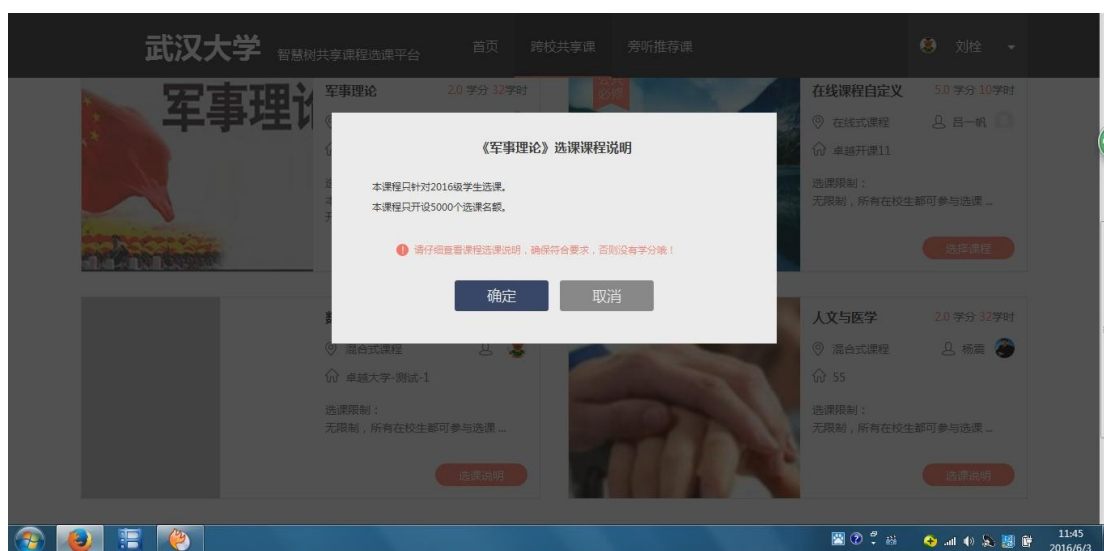 武汉大学 智慧树共享课程选课平台 首页 跨校共享课 旁听推荐课 刘栓
军事理论
军事理论 2.0 学分 32学时
在线课程自定义 5.0 学分 10学时
在线式课程 吕一帆
卓越开课11
选课限制：
无限制，所有在校生都可参与选课 ...
选择课程
《军事理论》选课课程说明
本课程只针对2016级学生选课。
本课程只开设5000个选课名额。
请仔细查看课程选课说明，确保符合要求，否则没有学分哦！
确定 取消
混合式课程
卓越大学-测试-1
选课限制：
无限制，所有在校生都可参与选课 ...
选课说明
人文与医学 2.0 学分 32学时
混合式课程 杨震
55
选课限制：
无限制，所有在校生都可参与选课 ...
选课说明
11:45
2016/6/3